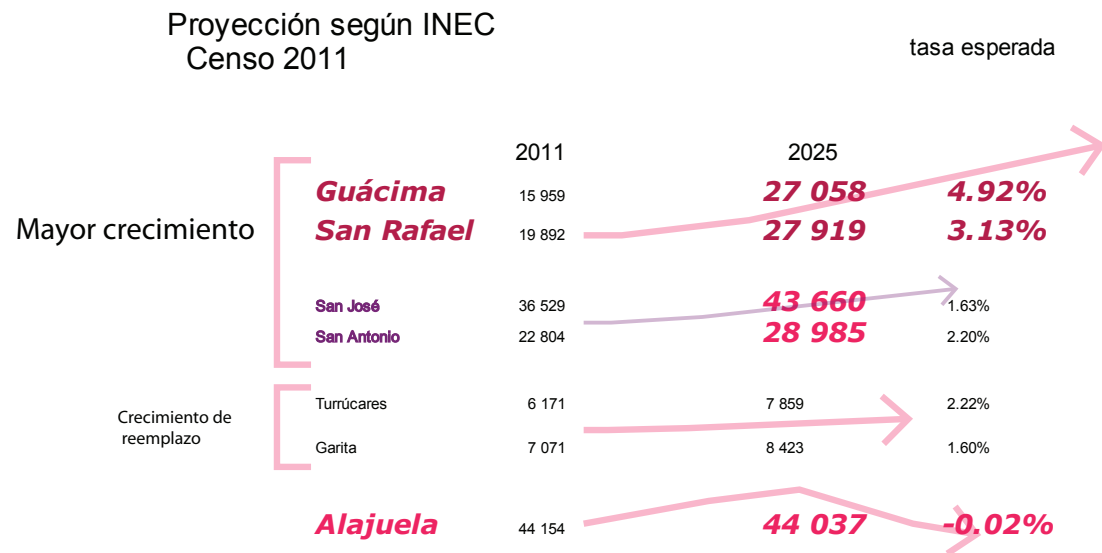 Proyección según INEC
Censo 2011
tasa esperada
2011 2025
Mayor crecimiento
Guácima 15 959 27 058 4.92%
San Rafael 19 892 27 919 3.13%
San José 36 529 43 660 1.63%
San Antonio 22 804 28 985 2.20%
Crecimiento de
reemplazo
Turrúcares 6 171 7 859 2.22%
Garita 7 071 8 423 1.60%
Alajuela 44 154 44 037 -0.02%